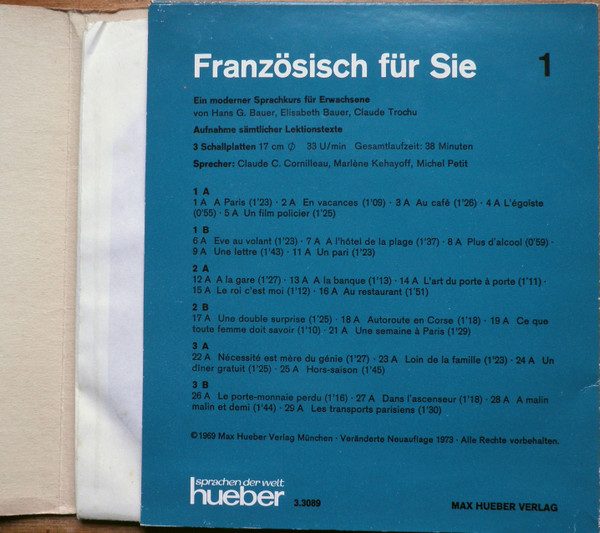 Französisch für Sie 1
Ein moderner Sprachkurs für Erwachsene
von Hans G. Bauer, Elisabeth Bauer, Claude Trochu
Aufnahme sämtlicher Lektionstexte
3 Schallplatten 17 cm 33 U/min Gesamtlaufzeit: 38 Minuten
Sprecher: Claude C. Cornilleau, Marlène Kehayoff, Michel Petit
1 A
1 A A Paris (1'23) · 2 A En vacances (1'09) · 3 A Au café (1'26) · 4 A L'égoïste
(0'55) · 5 A Un film policier (1'25)
1 B
6 A Eve au volant (1'23) · 7 A A l'hôtel de la plage (1'37) · 8 A Plus d'alcool (0'59) ·
9 A Une lettre (1'43) · 11 A Un pari (1'23)
2 A
12 A A la gare (1'27) · 13 A A la banque (1'13) · 14 A L'art du porte à porte (1'11) ·
15 A Le roi c'est moi (1'12) · 16 A Au restaurant (1'51)
2 B
17 A Une double surprise (1'25) · 18 A Autoroute en Corse (1'18) · 19 A Ce que
toute femme doit savoir (1'10) · 21 A Une semaine à Paris (1'29)
3 A
22 A Nécessité est mère du génie (1'27) · 23 A Loin de la famille (1'23) · 24 A Un
dîner gratuit (1'25) · 25 A Hors-saison (1'45)
3 B
26 A Le porte-monnaie perdu (1'16) · 27 A Dans l'ascenseur (1'18) · 28 A A malin
malin et demi (1'44) · 29 A Les transports parisiens (1'30)
©1969 Max Hueber Verlag München · Veränderte Neuauflage 1973 · Alle Rechte vorbehalten.
sprachen der welt
hueber 3.3089 MAX HUEBER VERLAG